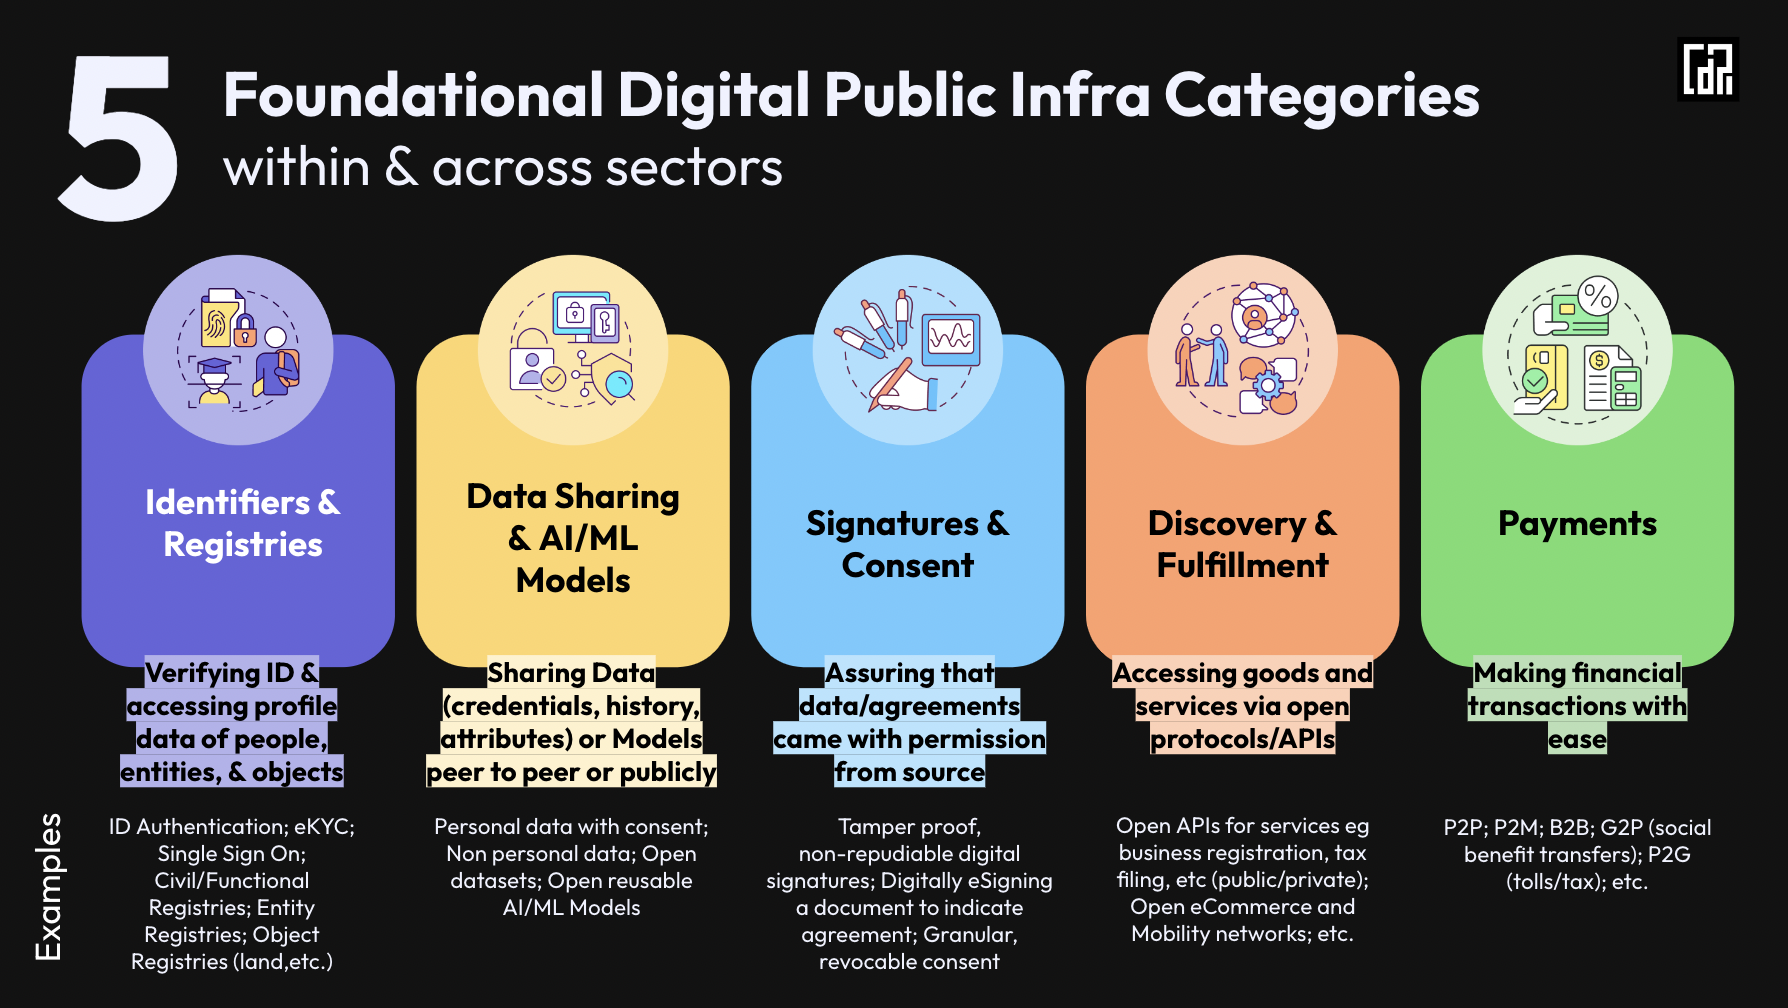 5
Foundational Digital Public Infra Categories
within & across sectors
cdpi
Identifiers &
Registries
Verifying ID &
accessing profile
data of people,
entities, & objects
ID Authentication; eKYC;
Single Sign On;
Civil/Functional
Registries; Entity
Registries; Object
Registries (land,etc.)
Data Sharing
& AI/ML
Models
Sharing Data
(credentials, history,
attributes) or Models
peer to peer or publicly
Personal data with consent;
Non personal data; Open
datasets; Open reusable
AI/ML Models
Signatures &
Consent
Assuring that
data/agreements
came with permission
from source
Tamper proof,
non-repudiable digital
signatures; Digitally eSigning
a document to indicate
agreement; Granular,
revocable consent
%
Discovery &
Fulfillment
Accessing goods and
services via open
protocols/APIs
Open APIs for services eg
business registration, tax
filing, etc (public/private);
Open eCommerce and
Mobility networks; etc.
$
Payments
Making financial
transactions with
ease
P2P; P2M; B2B; G2P (social
benefit transfers); P2G
(tolls/tax); etc.
Examples